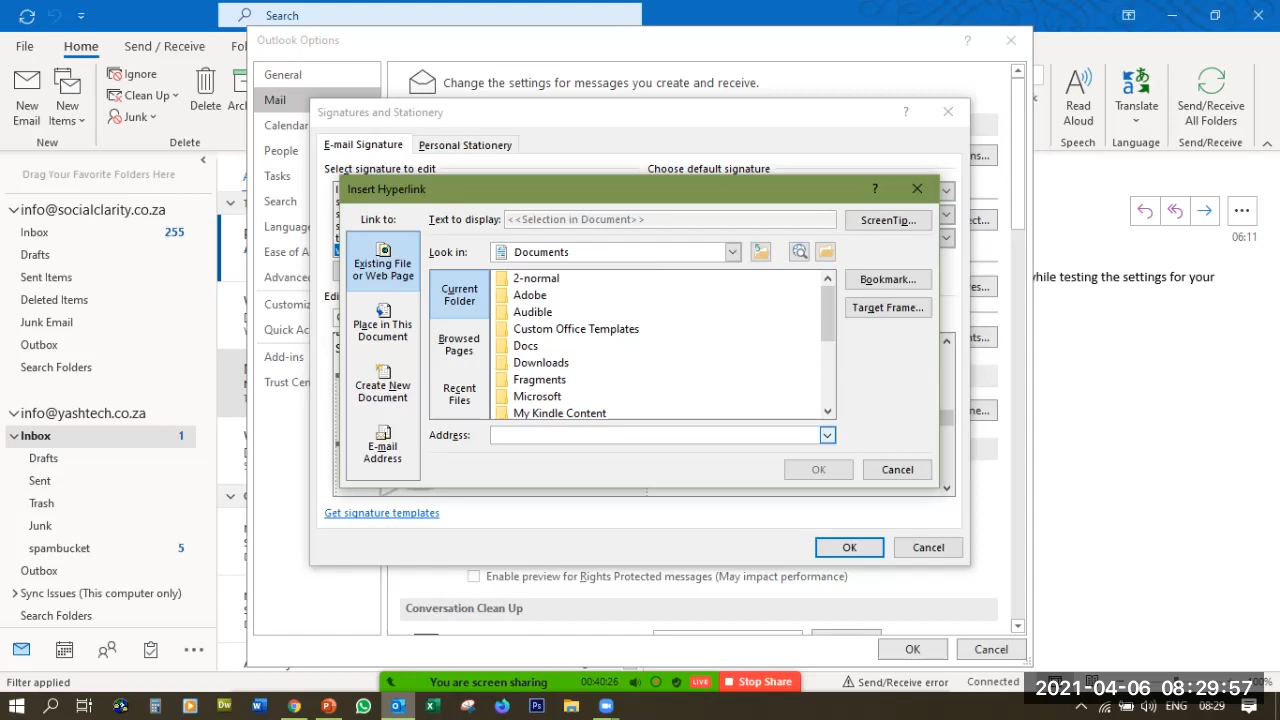 Search
File
Home
Send / Receive
Fo
New Email
New Items
Ignore
Clean Up
Junk
Delete
Arc
New
Delete
Read Aloud
Translate
Send/Receive All Folders
Speech
Language
Send/Receive
Outlook Options
General
Mail
Calendar
People
Tasks
Search
Language
Ease of A
Advance
Customiz
Quick Ac
Add-ins
Trust Cen
Change the settings for messages you create and receive.
Signatures and Stationery
E-mail Signature
Personal Stationery
Select signature to edit
Choose default signature
Insert Hyperlink
Link to:
Text to display:
<<Selection in Document>>
ScreenTip...
Existing File or Web Page
Look in:
Documents
Current Folder
2-normal
Adobe
Audible
Custom Office Templates
Docs
Downloads
Fragments
Microsoft
My Kindle Content
Bookmark...
Target Frame...
Place in This Document
Browsed Pages
Create New Document
Recent Files
E-mail Address
Address:
OK
Cancel
Get signature templates
OK
Cancel
Enable preview for Rights Protected messages (May impact performance)
Conversation Clean Up
OK
Cancel
Drag Your Favorite Folders Here
info@socialclarity.co.za
Inbox 255
Drafts
Sent Items
Deleted Items
Junk Email
Outbox
Search Folders
info@yashtech.co.za
Inbox 1
Drafts
Sent
Trash
Junk
spambucket 5
Outbox
Sync Issues (This computer only)
Search Folders
06:11
while testing the settings for your
Filter applied
You are screen sharing
00:40:26
LIVE
Stop Share
Send/Receive error
Connected
100%
2021-04-06 08:29:57
ENG
08:29